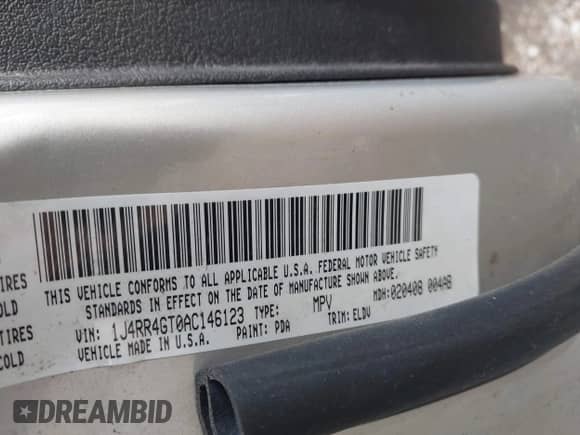 THIS VEHICLE CONFORMS TO ALL APPLICABLE U.S.A. FEDERAL MOTOR VEHICLE SAFETY
STANDARDS IN EFFECT ON THE DATE OF MANUFACTURE SHOWN ABOVE.
IRES
OLD
TIRES
COLD
VIN: 1J4RR4GT0AC146123 TYPE: MPV MDH:020408 004AB
VEHICLE MADE IN U.S.A. PAINT: PDA TRIM: ELDV
DREAMBID